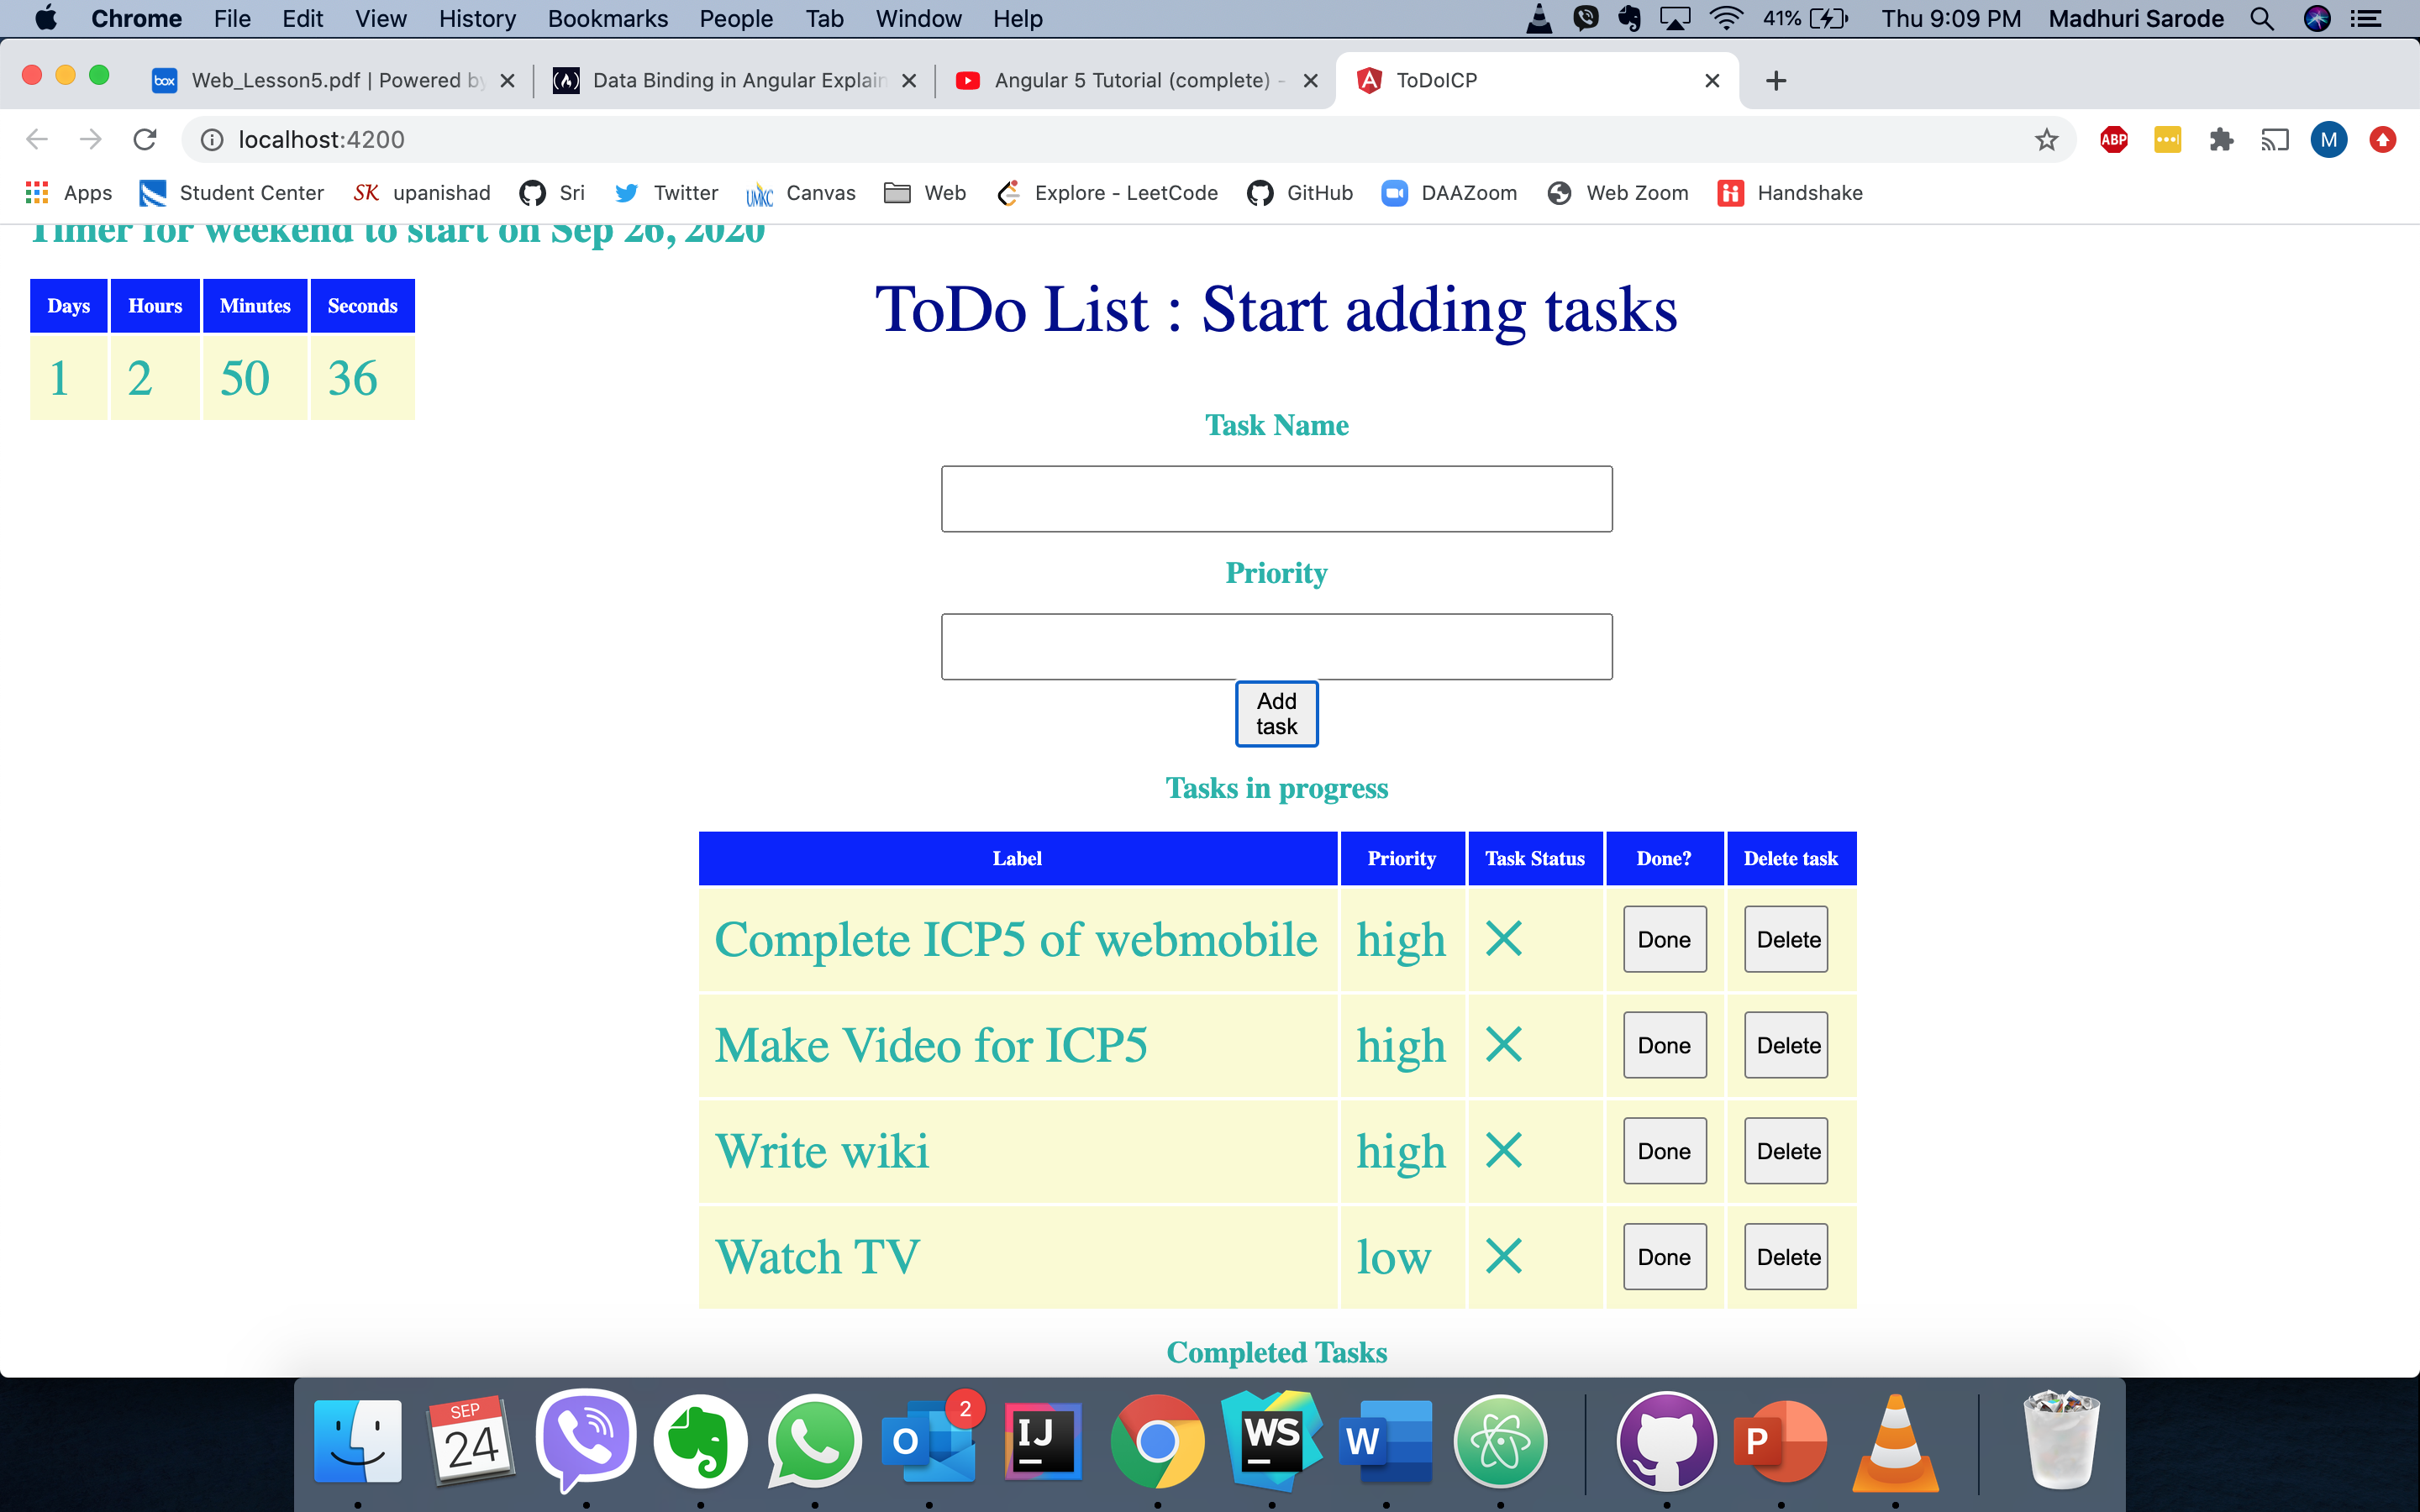 Chrome File Edit View History Bookmarks People Tab Window Help 41% Thu 9:09 PM Madhuri Sarode
box Web_Lesson5.pdf | Powered by Data Binding in Angular Explain Angular 5 Tutorial (complete) - ToDoICP
localhost:4200 ABP M
Apps Student Center SK upanishad Sri Twitter UMKC Canvas Web Explore - LeetCode GitHub DAAZoom Web Zoom Handshake
Timer for weekend to start on Sep 26, 2020
Days Hours Minutes Seconds
1 2 50 36
ToDo List : Start adding tasks
Task Name
Priority
Add
task
Tasks in progress
Label Priority Task Status Done? Delete task
Complete ICP5 of webmobile high Done Delete
Make Video for ICP5 high Done Delete
Write wiki high Done Delete
Watch TV low Done Delete
Completed Tasks
SEP
24
O 2
IJ
WS
W
P